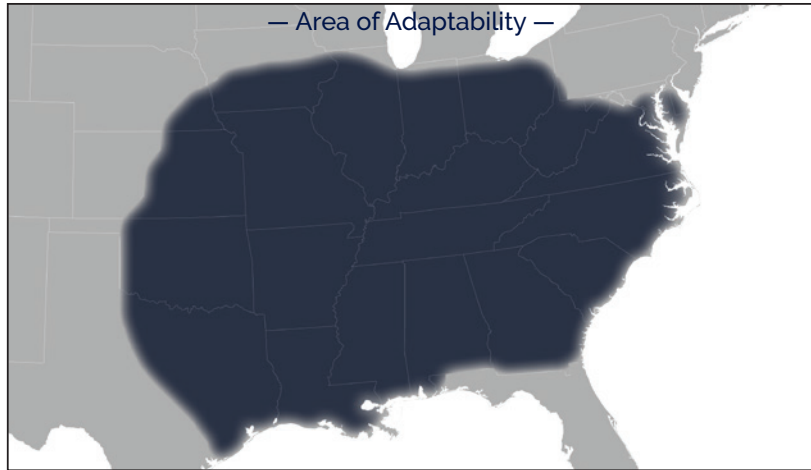 — Area of Adaptability —